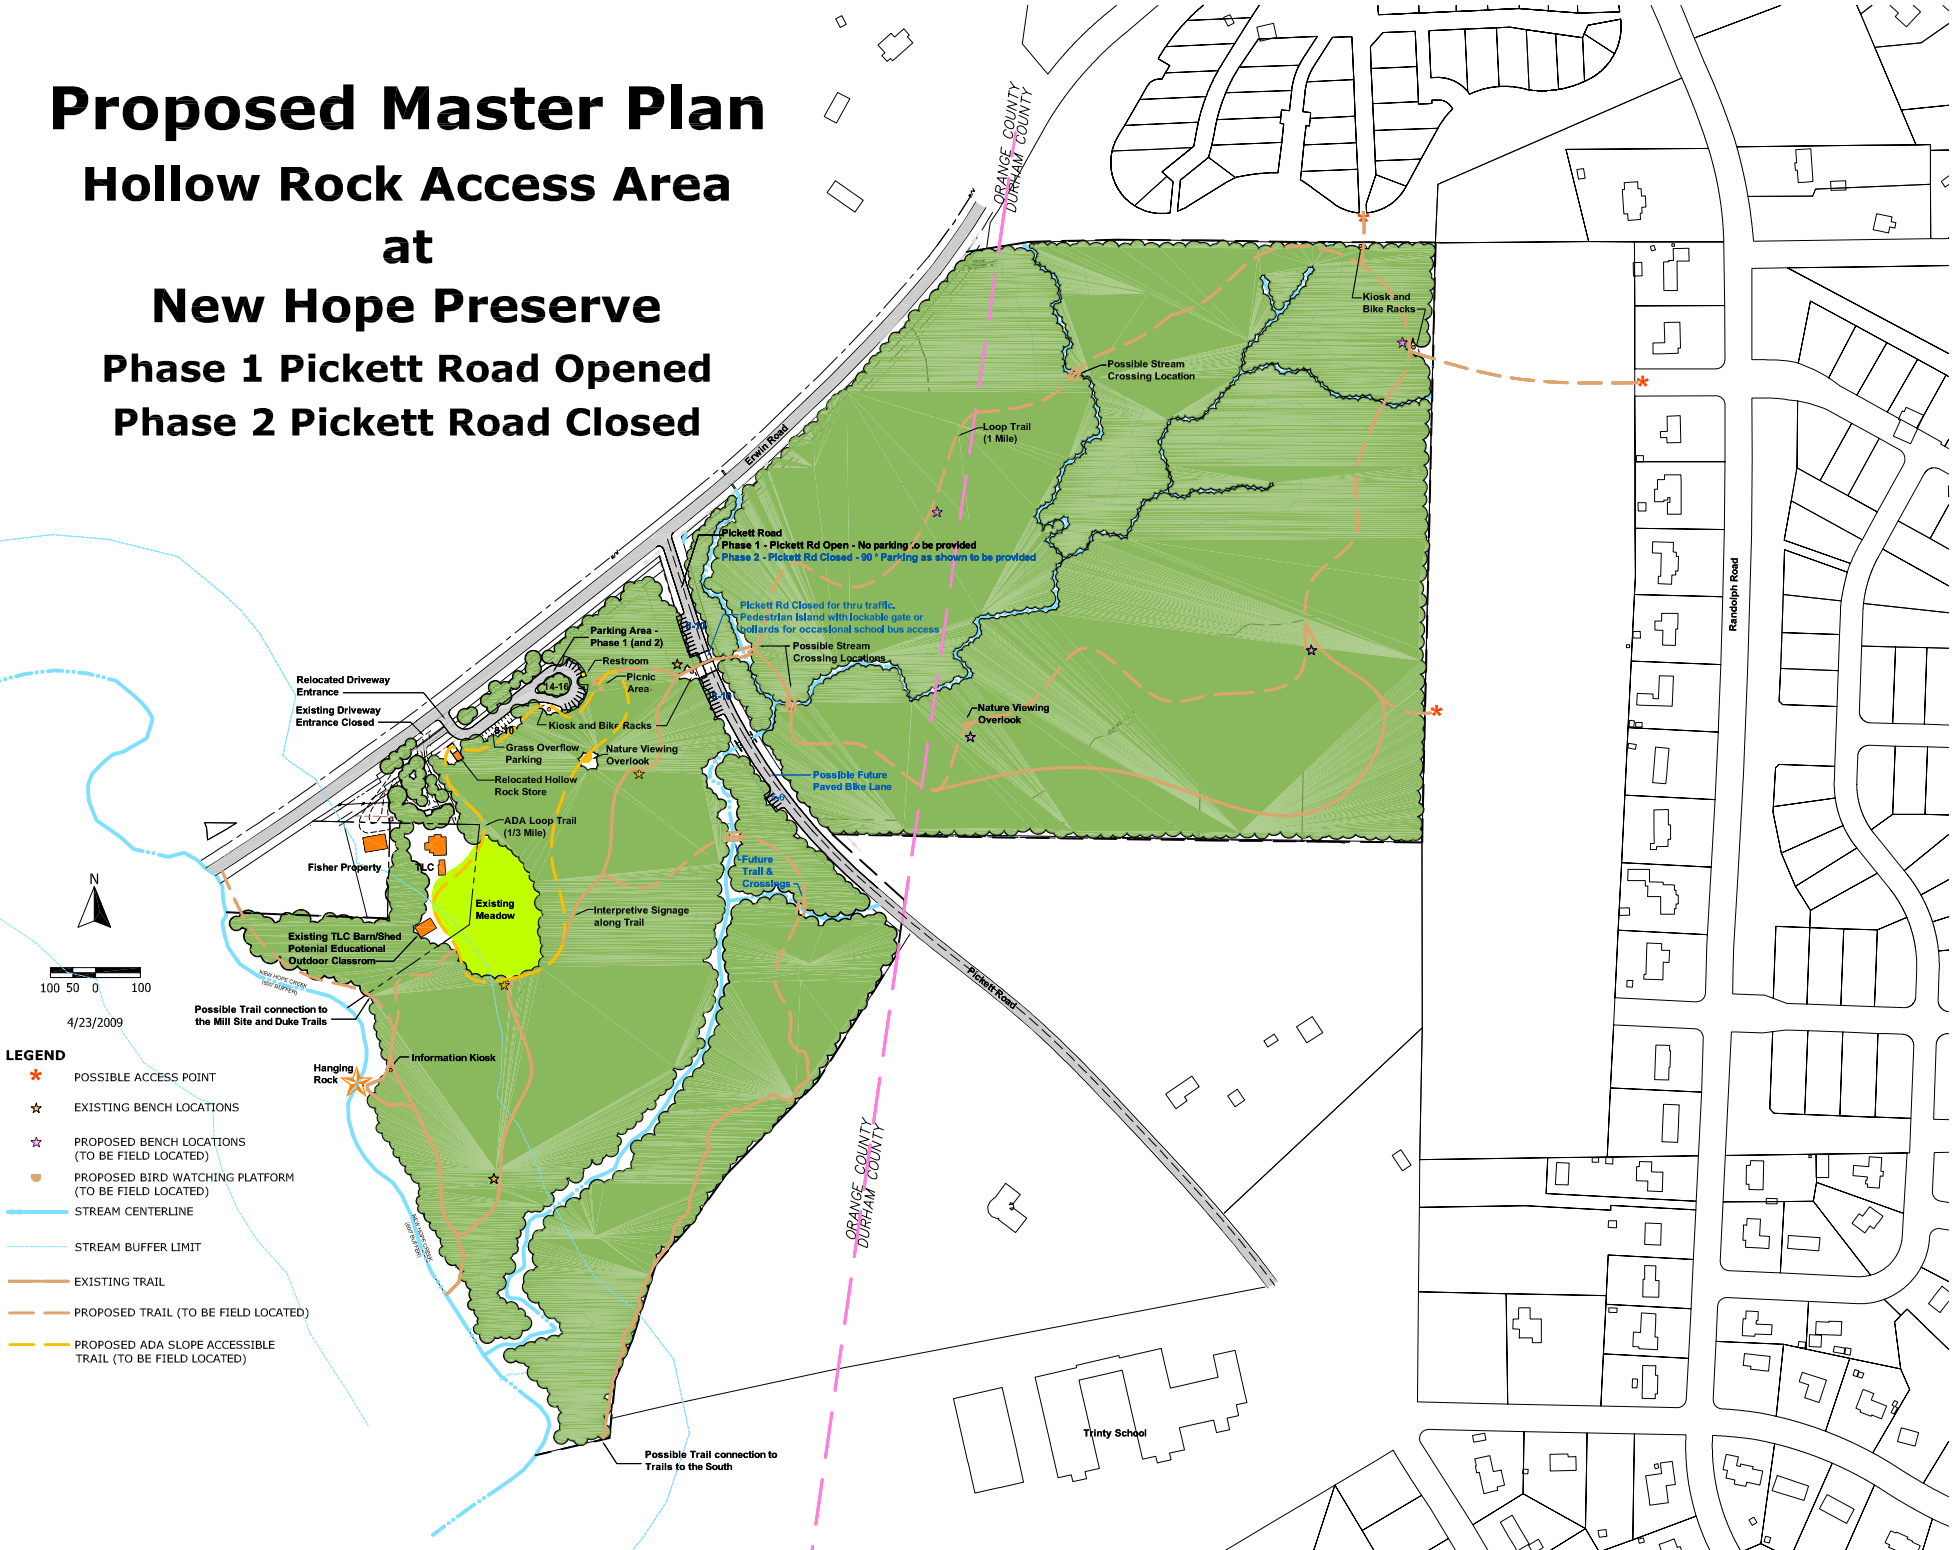 Proposed Master Plan
Hollow Rock Access Area
at
New Hope Preserve
Phase 1 Pickett Road Opened
Phase 2 Pickett Road Closed
ORANGE COUNTY
DURHAM COUNTY
Kiosk and
Bike Racks
Possible Stream
Crossing Location
Loop Trail
(1 Mile)
Erwin Road
Pickett Road
Phase 1 - Pickett Rd Open - No parking to be provided
Phase 2 - Pickett Rd Closed - 90° Parking as shown to be provided
Pickett Rd Closed for thru traffic.
Pedestrian Island with lockable gate or
bollards for occasional school bus access
Possible Stream
Crossing Locations
Randolph Road
Parking Area -
Phase 1 (and 2)
Restroom
Picnic
Area
14-16
Relocated Driveway
Entrance
Existing Driveway
Entrance Closed
Kiosk and Bike Racks
8-10
Grass Overflow
Parking
Nature Viewing
Overlook
Relocated Hollow
Rock Store
Nature Viewing
Overlook
Possible Future
Paved Bike Lane
ADA Loop Trail
(1/3 Mile)
Fisher Property
TLC
Future
Trail &
Crossings
Existing
Meadow
Interpretive Signage
along Trail
Existing TLC Barn/Shed
Potenial Educational
Outdoor Classrom
NEW HOPE CREEK
Pickett Road
N
100 50 0 100
4/23/2009
Possible Trail connection to
the Mill Site and Duke Trails
Information Kiosk
Hanging
Rock
LEGEND
POSSIBLE ACCESS POINT
EXISTING BENCH LOCATIONS
PROPOSED BENCH LOCATIONS
(TO BE FIELD LOCATED)
PROPOSED BIRD WATCHING PLATFORM
(TO BE FIELD LOCATED)
STREAM CENTERLINE
STREAM BUFFER LIMIT
EXISTING TRAIL
PROPOSED TRAIL (TO BE FIELD LOCATED)
PROPOSED ADA SLOPE ACCESSIBLE
TRAIL (TO BE FIELD LOCATED)
NEW HOPE CREEK
ORANGE COUNTY
DURHAM COUNTY
Trinty School
Possible Trail connection to
Trails to the South